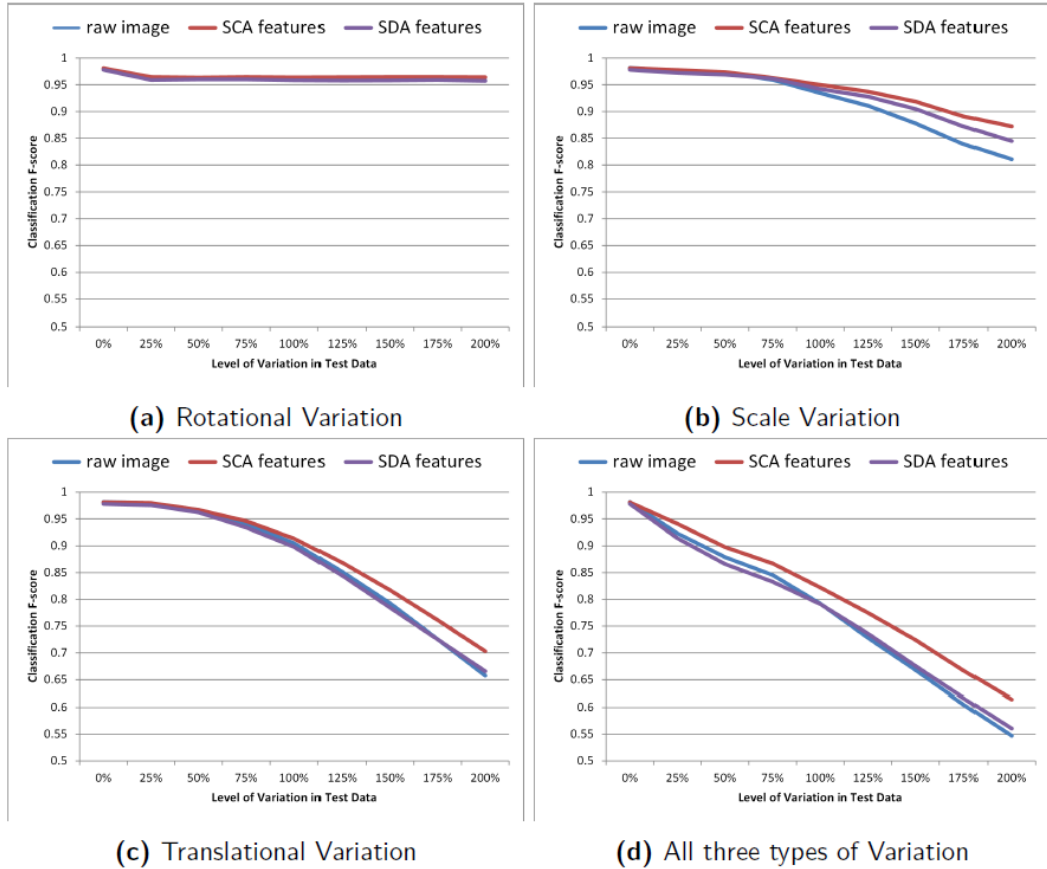 raw image SCA features SDA features
1
0.95
0.9
0.85
0.8
0.75
0.7
0.65
0.6
0.55
0.5
Classification F-score
0% 25% 50% 75% 100% 125% 150% 175% 200%
Level of Variation in Test Data
(a) Rotational Variation
raw image SCA features SDA features
1
0.95
0.9
0.85
0.8
0.75
0.7
0.65
0.6
0.55
0.5
Classification F-score
0% 25% 50% 75% 100% 125% 150% 175% 200%
Level of Variation in Test Data
(b) Scale Variation
raw image SCA features SDA features
1
0.95
0.9
0.85
0.8
0.75
0.7
0.65
0.6
0.55
0.5
Classification F-score
0% 25% 50% 75% 100% 125% 150% 175% 200%
Level of Variation in Test Data
(c) Translational Variation
raw image SCA features SDA features
1
0.95
0.9
0.85
0.8
0.75
0.7
0.65
0.6
0.55
0.5
Classification F-score
0% 25% 50% 75% 100% 125% 150% 175% 200%
Level of Variation in Test Data
(d) All three types of Variation